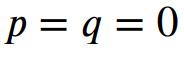 p = q = 0